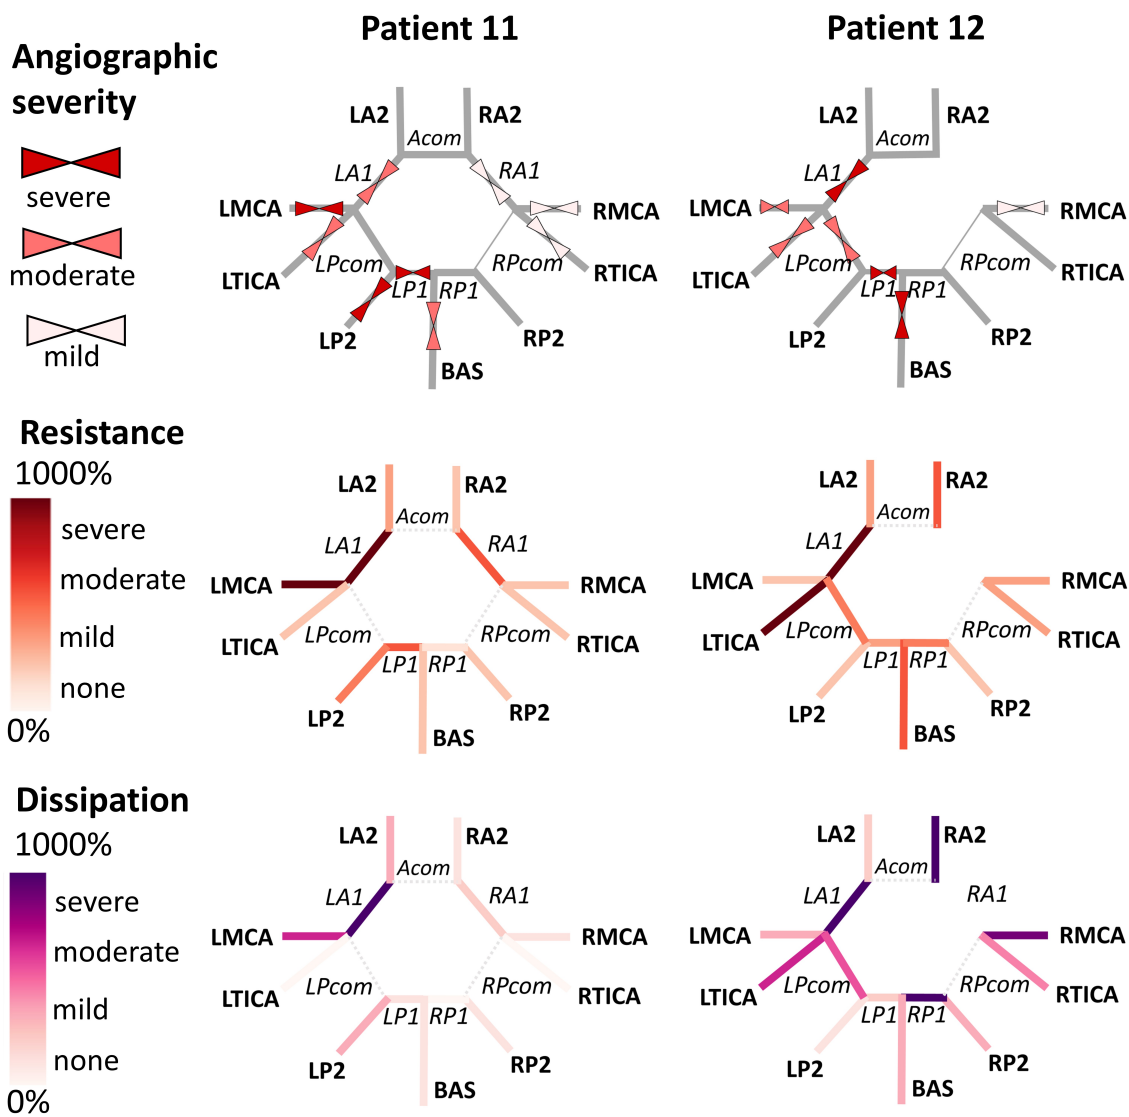 Patient 11
Patient 12
Angiographic
severity
severe
moderate
mild
LA2
RA2
Acom
LA1
RA1
LMCA
RMCA
LTICA
LPcom
RPcom
RTICA
LP1
RP1
LP2
RP2
BAS
LA2
RA2
Acom
LA1
LMCA
RMCA
LTICA
LPcom
RPcom
RTICA
LP1
RP1
LP2
RP2
BAS
Resistance
1000%
severe
moderate
mild
none
0%
LA2
RA2
Acom
LA1
RA1
LMCA
RMCA
LTICA
LPcom
RPcom
RTICA
LP1
RP1
LP2
RP2
BAS
LA2
RA2
Acom
LA1
LMCA
RMCA
LTICA
LPcom
RPcom
RTICA
LP1
RP1
LP2
RP2
BAS
Dissipation
1000%
severe
moderate
mild
none
0%
LA2
RA2
Acom
LA1
RA1
LMCA
RMCA
LTICA
LPcom
RPcom
RTICA
LP1
RP1
LP2
RP2
BAS
LA2
RA2
Acom
LA1
RA1
LMCA
RMCA
LTICA
LPcom
RPcom
RTICA
LP1
RP1
LP2
RP2
BAS